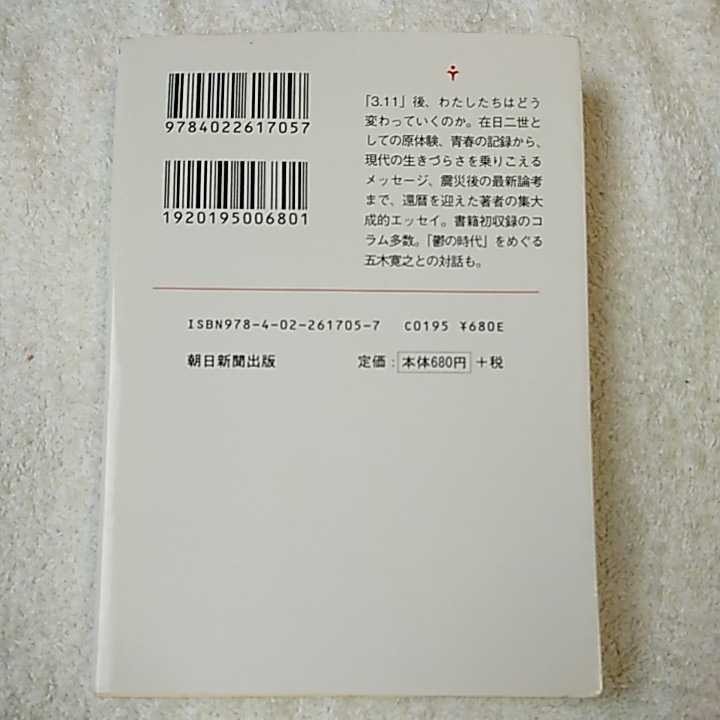 9784022617057
1920195006801
「3.11」後、わたしたちはどう
変わっていくのか。在日二世と
しての原体験、青春の記録から、
現代の生きづらさを乗りこえる
メッセージ、震災後の最新論考
まで、還暦を迎えた著者の集大
成的エッセイ。書籍初収録のコ
ラム多数。「鬱の時代」をめぐる
五木寛之との対話も。
ISBN978-4-02-261705-7 C0195 ¥680E
朝日新聞出版 定価：本体680円＋税